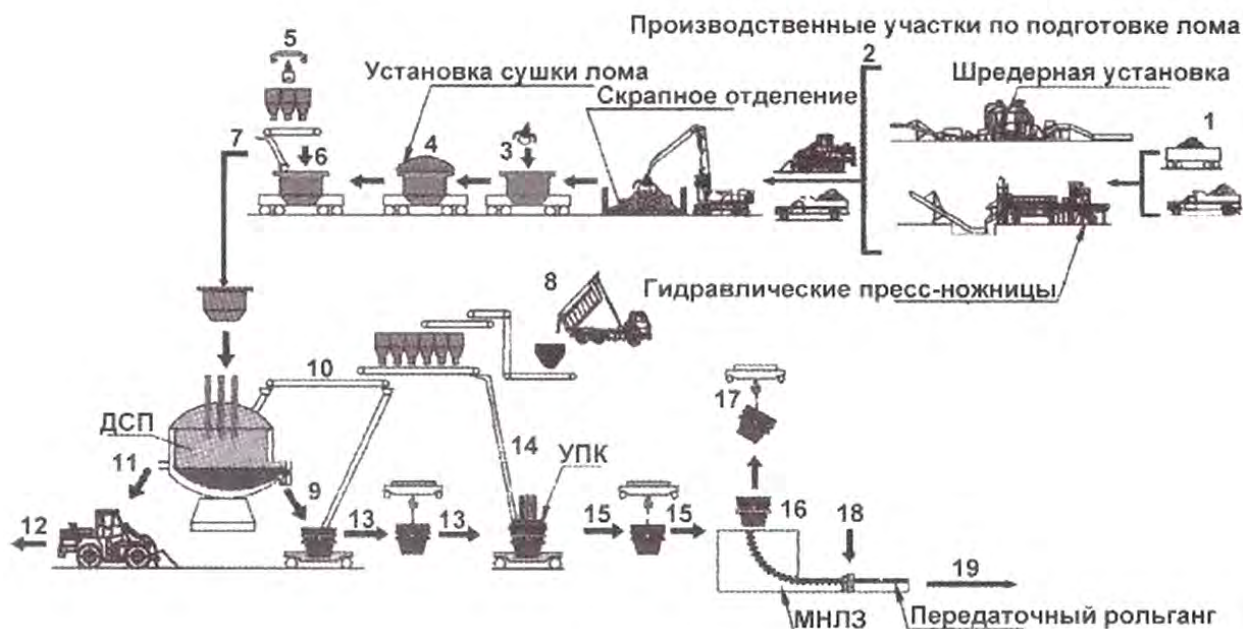 Производственные участки по подготовке лома
5
2
Установка сушки лома
Шредерная установка
Скрапное отделение
1
7
6
4
3
Гидравлические пресс-ножницы
8
10
17
ДСП
14
УПК
11
9
12
13
13
15
15
16
18
19
МНЛЗ
Передаточный рольганг